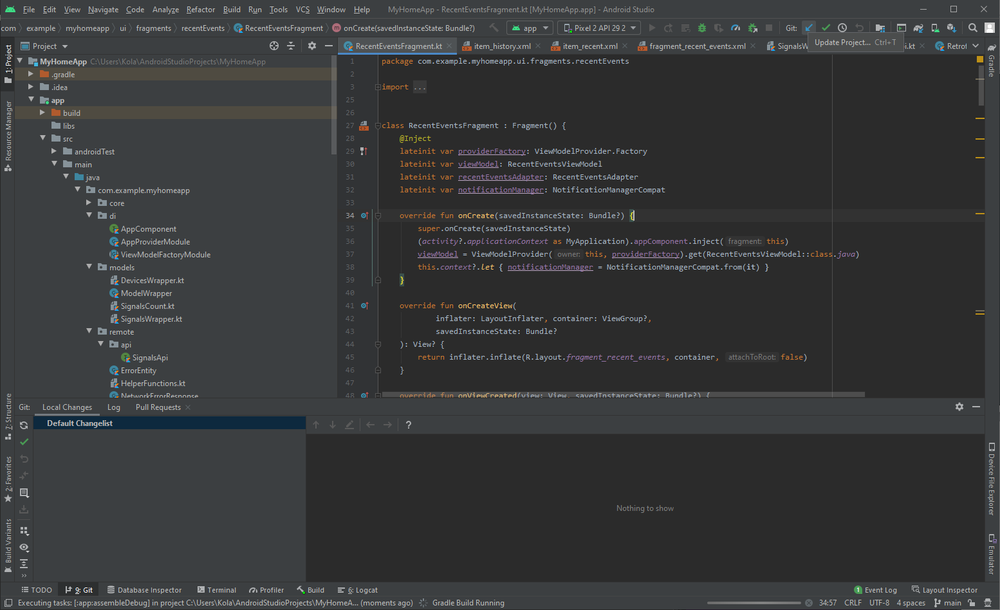 File Edit View Navigate Code Analyze Refactor Build Run Tools VCS Window Help MyHomeApp - RecentEventsFragment.kt [MyHomeApp.app] - Android Studio
com example myhomeapp ui fragments recentEvents RecentEventsFragment m onCreate(savedInstanceState: Bundle?) app Pixel 2 API 29 2 Git:
Update Project... Ctrl+T
Project
RecentEventsFragment.kt item_history.xml item_recent.xml fragment_recent_events.xml SignalsW i.kt Retrof
1: Project
Resource Manager
7: Structure
2: Favorites
Build Variants
MyHomeApp C:\Users\Kola\AndroidStudioProjects\MyHomeApp
.gradle
.idea
app
build
libs
src
androidTest
main
java
com.example.myhomeapp
core
di
AppComponent
AppProviderModule
ViewModelFactoryModule
models
DevicesWrapper.kt
ModelWrapper
SignalsCount.kt
SignalsWrapper.kt
remote
api
SignalsApi
ErrorEntity
HelperFunctions.kt
NetworkErrorResponse
1 package com.example.myhomeapp.ui.fragments.recentEvents
2
3 import ...
25
26
27 class RecentEventsFragment : Fragment() {
28 @Inject
29 lateinit var providerFactory: ViewModelProvider.Factory
30 lateinit var viewModel: RecentEventsViewModel
31 lateinit var recentEventsAdapter: RecentEventsAdapter
32 lateinit var notificationManager: NotificationManagerCompat
33
34 override fun onCreate(savedInstanceState: Bundle?) {
35 super.onCreate(savedInstanceState)
36 (activity?.applicationContext as MyApplication).appComponent.inject( fragment: this)
37 viewModel = ViewModelProvider( owner: this, providerFactory).get(RecentEventsViewModel::class.java)
38 this.context?.let { notificationManager = NotificationManagerCompat.from(it) }
39 }
40
41 override fun onCreateView(
42 inflater: LayoutInflater, container: ViewGroup?,
43 savedInstanceState: Bundle?
44 ): View? {
45 return inflater.inflate(R.layout.fragment_recent_events, container, attachToRoot: false)
46 }
47
48 override fun onViewCreated(view: View, savedInstanceState: Bundle?) {
Gradle
Device File Explorer
Emulator
Git: Local Changes Log Pull Requests
Default Changelist
?
Nothing to show
TODO 9: Git Database Inspector Terminal Profiler Build 6: Logcat 1 Event Log Layout Inspector
Executing tasks: [:app:assembleDebug] in project C:\Users\Kola\AndroidStudioProjects\MyHomeA... (moments ago) Gradle Build Running 34:57 CRLF UTF-8 4 spaces main